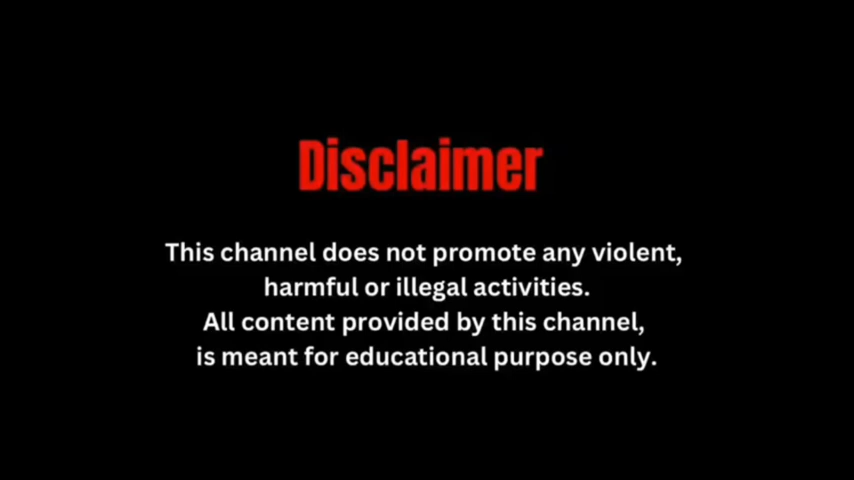 Disclaimer
This channel does not promote any violent,
harmful or illegal activities.
All content provided by this channel,
is meant for educational purpose only.